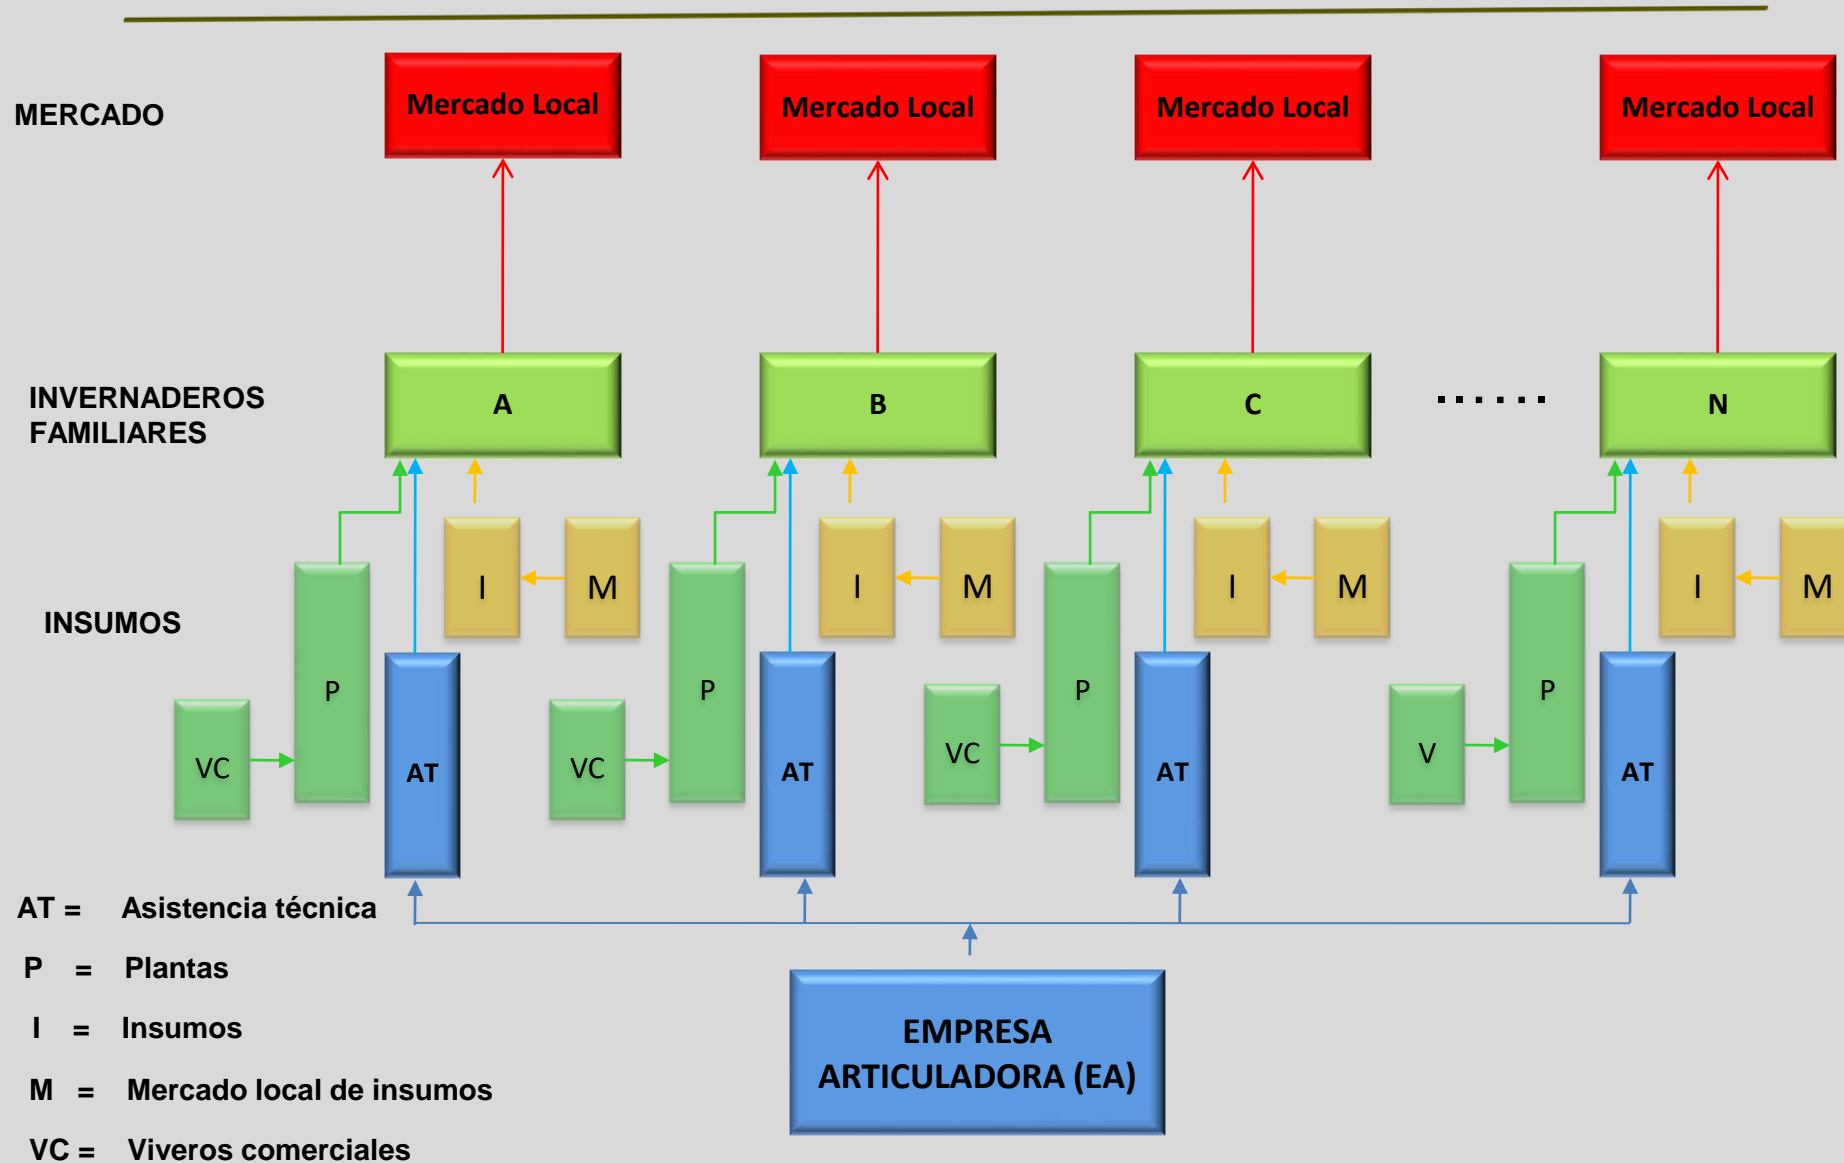 MERCADO
Mercado Local
Mercado Local
Mercado Local
Mercado Local
INVERNADEROS
FAMILIARES
A
B
C
......
N
INSUMOS
I
M
I
M
I
M
I
M
P
P
P
P
VC
VC
VC
V
AT
AT
AT
AT
AT = Asistencia técnica
P = Plantas
I = Insumos
M = Mercado local de insumos
VC = Viveros comerciales
EMPRESA
ARTICULADORA (EA)